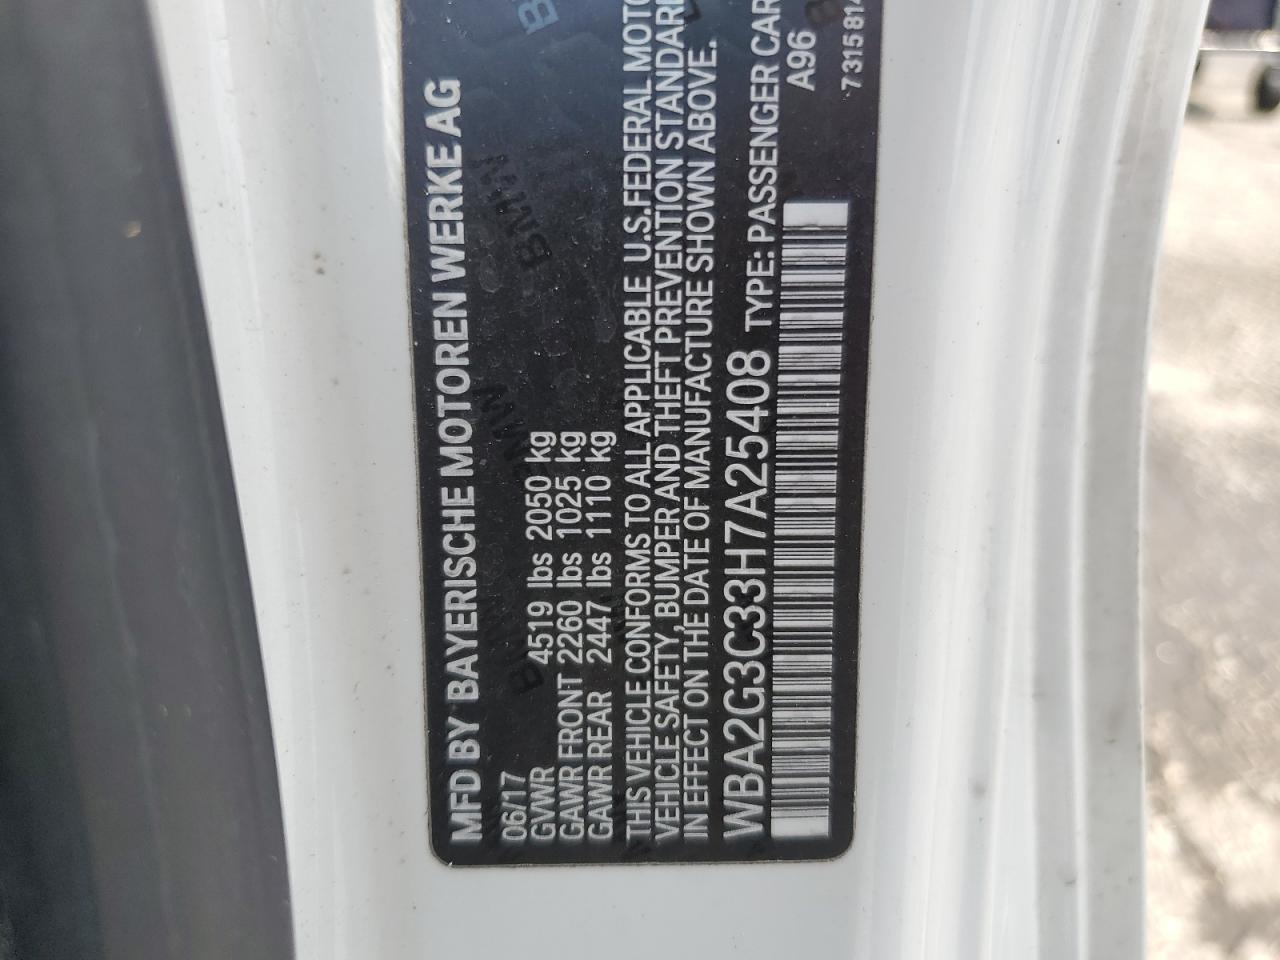 MFD BY BAYERISCHE MOTOREN WERKE AG
06/17
GVWR 4519 lbs 2050 kg
GAWR FRONT 2260 lbs 1025 kg
GAWR REAR 2447 lbs 1110 kg
THIS VEHICLE CONFORMS TO ALL APPLICABLE U.S.FEDERAL MOTO
VEHICLE SAFETY, BUMPER AND THEFT PREVENTION STANDARD
IN EFFECT ON THE DATE OF MANUFACTURE SHOWN ABOVE.
WBA2G3C33H7A25408 TYPE: PASSENGER CAR
A96
7315814